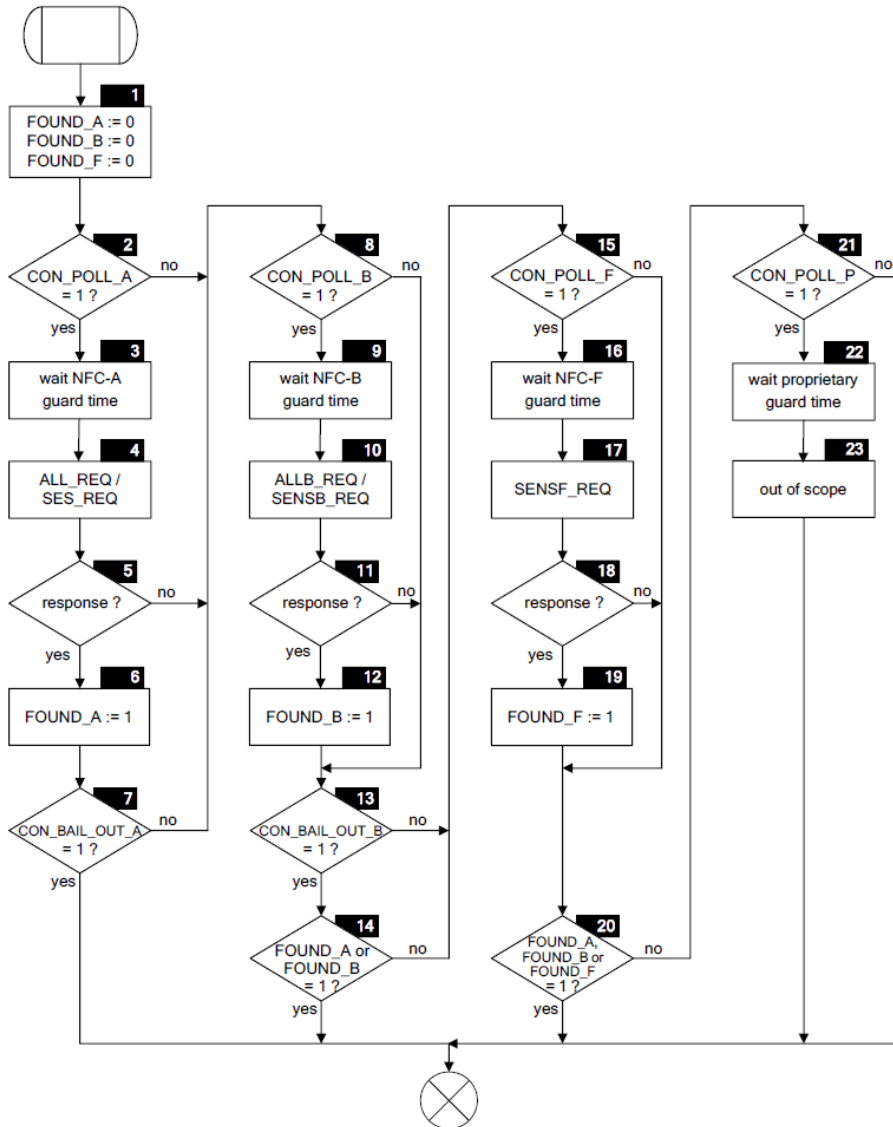 1
FOUND_A := 0
FOUND_B := 0
FOUND_F := 0
2
CON_POLL_A
= 1 ?
no
yes
3
wait NFC-A
guard time
4
ALL_REQ /
SES_REQ
5
response ?
no
yes
6
FOUND_A := 1
7
CON_BAIL_OUT_A
= 1 ?
no
yes
8
CON_POLL_B
= 1 ?
no
yes
9
wait NFC-B
guard time
10
ALLB_REQ /
SENSB_REQ
11
response ?
no
yes
12
FOUND_B := 1
13
CON_BAIL_OUT_B
= 1 ?
no
yes
14
FOUND_A or
FOUND_B
= 1 ?
no
yes
15
CON_POLL_F
= 1 ?
no
yes
16
wait NFC-F
guard time
17
SENSF_REQ
18
response ?
no
yes
19
FOUND_F := 1
20
FOUND_A,
FOUND_B or
FOUND_F
= 1 ?
no
yes
21
CON_POLL_P
= 1 ?
no
yes
22
wait proprietary
guard time
23
out of scope